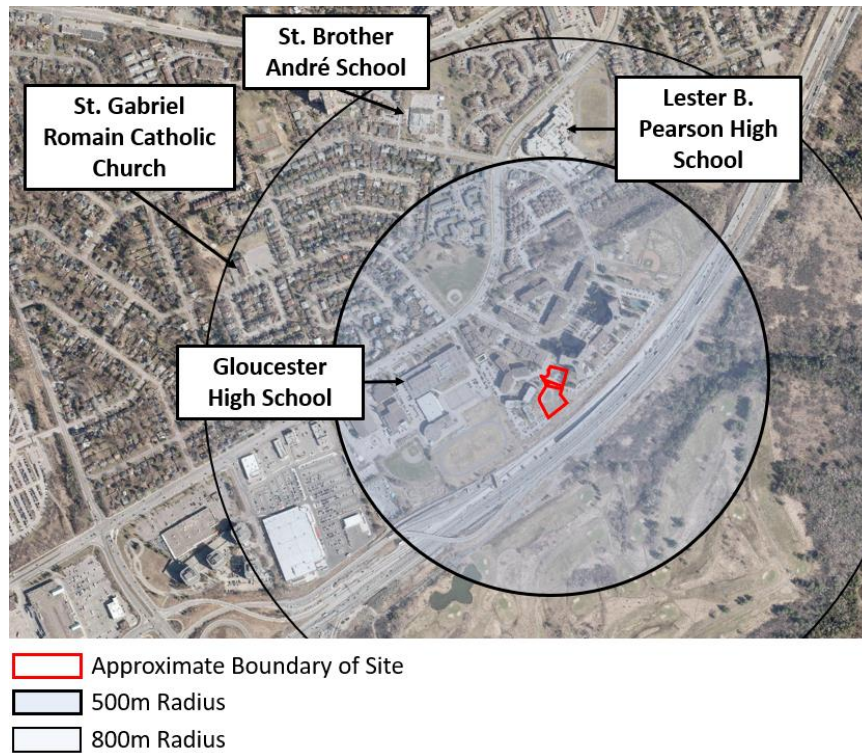 St. Brother
André School
St. Gabriel
Romain Catholic
Church
Lester B.
Pearson High
School
Gloucester
High School
Approximate Boundary of Site
500m Radius
800m Radius